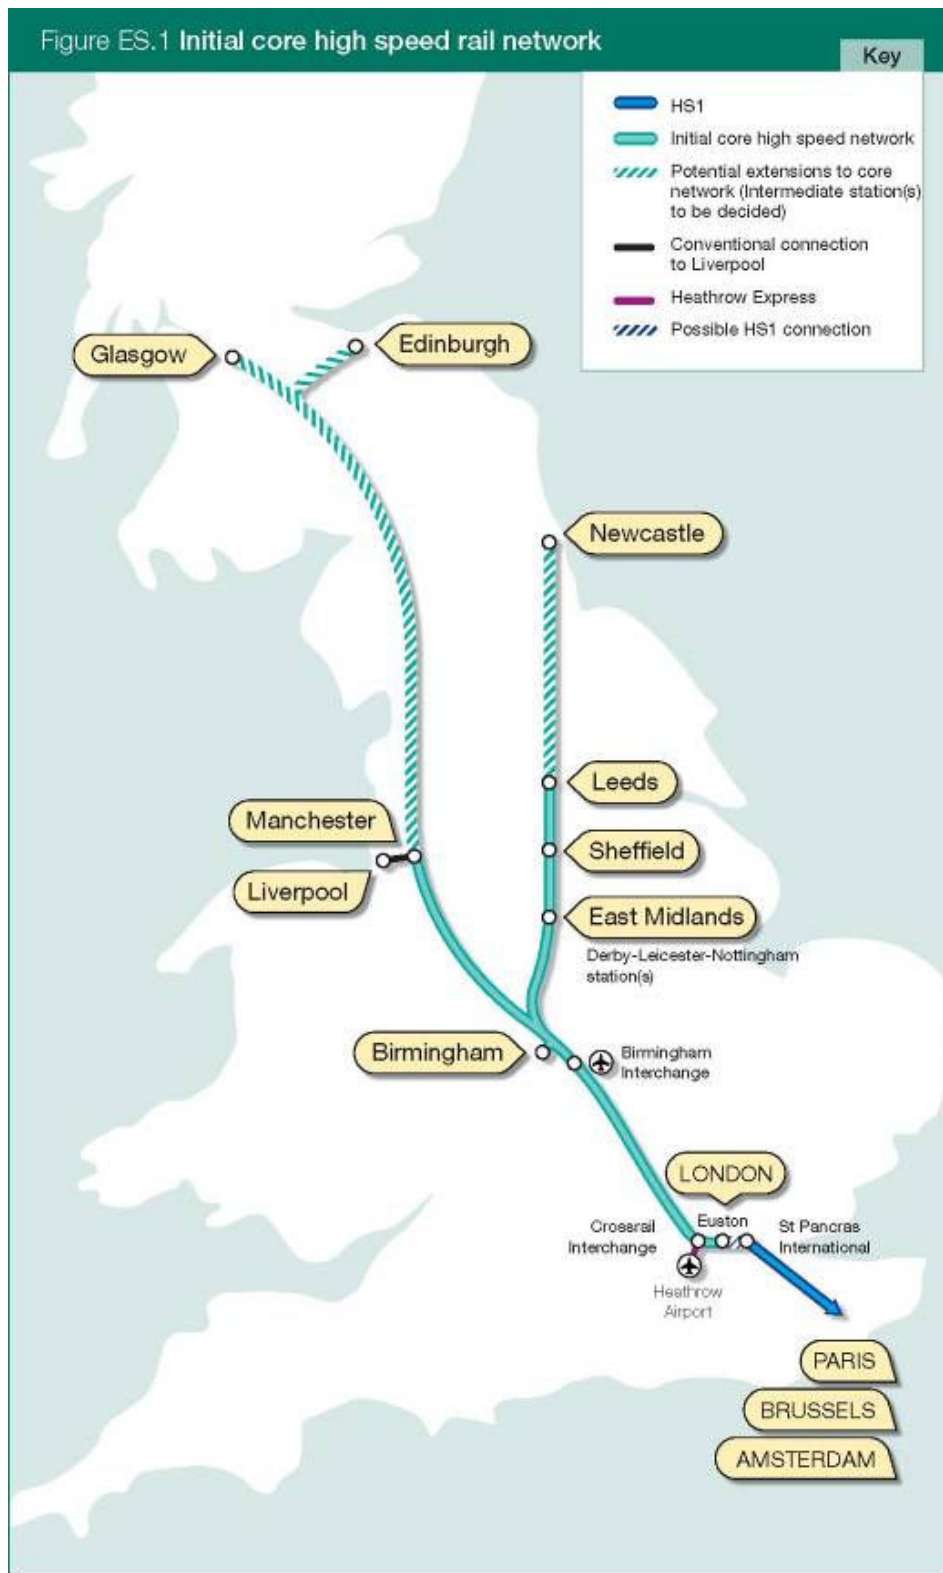 Figure ES.1 Initial core high speed rail network
Key
HS1
Initial core high speed network
Potential extensions to core
network (Intermediate station(s)
to be decided)
Conventional connection
to Liverpool
Heathrow Express
Possible HS1 connection
Glasgow
Edinburgh
Newcastle
Leeds
Manchester
Sheffield
Liverpool
East Midlands
Derby-Leicester-Nottingham
station(s)
Birmingham
Birmingham
Interchange
LONDON
Crossrail
Interchange
Euston
St Pancras
International
Heathrow
Airport
PARIS
BRUSSELS
AMSTERDAM